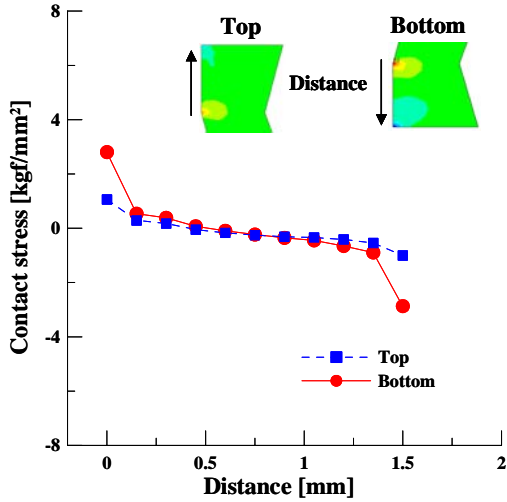 Top
Bottom
Distance
8
4
0
-4
-8
Contact stress [kgf/mm²]
Top
Bottom
0
0.5
1
1.5
2
Distance [mm]